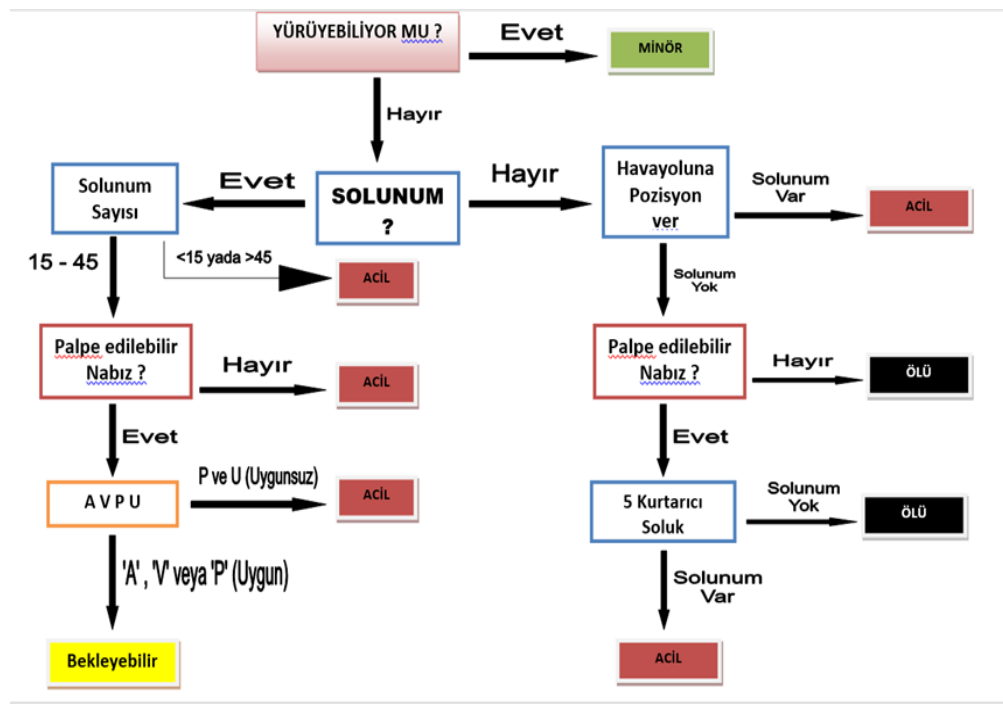 YÜRÜYEBİLİYOR MU ?
Evet
MİNÖR
Hayır
Solunum
Sayısı
Evet
SOLUNUM
?
Hayır
Havayoluna
Pozisyon
ver
Solunum
Var
ACİL
15 - 45
<15 yada >45
ACİL
Solunum
Yok
Palpe edilebilir
Nabız ?
Hayır
ACİL
Palpe edilebilir
Nabız ?
Hayır
ÖLÜ
Evet
Evet
A V P U
P ve U (Uygunsuz)
ACİL
5 Kurtarıcı
Soluk
Solunum
Yok
ÖLÜ
'A' , 'V' veya 'P' (Uygun)
Solunum
Var
Bekleyebilir
ACİL